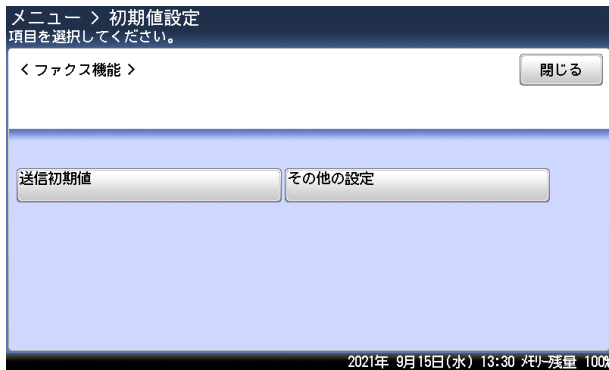 メニュー > 初期値設定
項目を選択してください。
<ファクス機能>
閉じる
送信初期値
その他の設定
2021年 9月15日(水) 13:30 ﾒﾓﾘｰ残量 100%